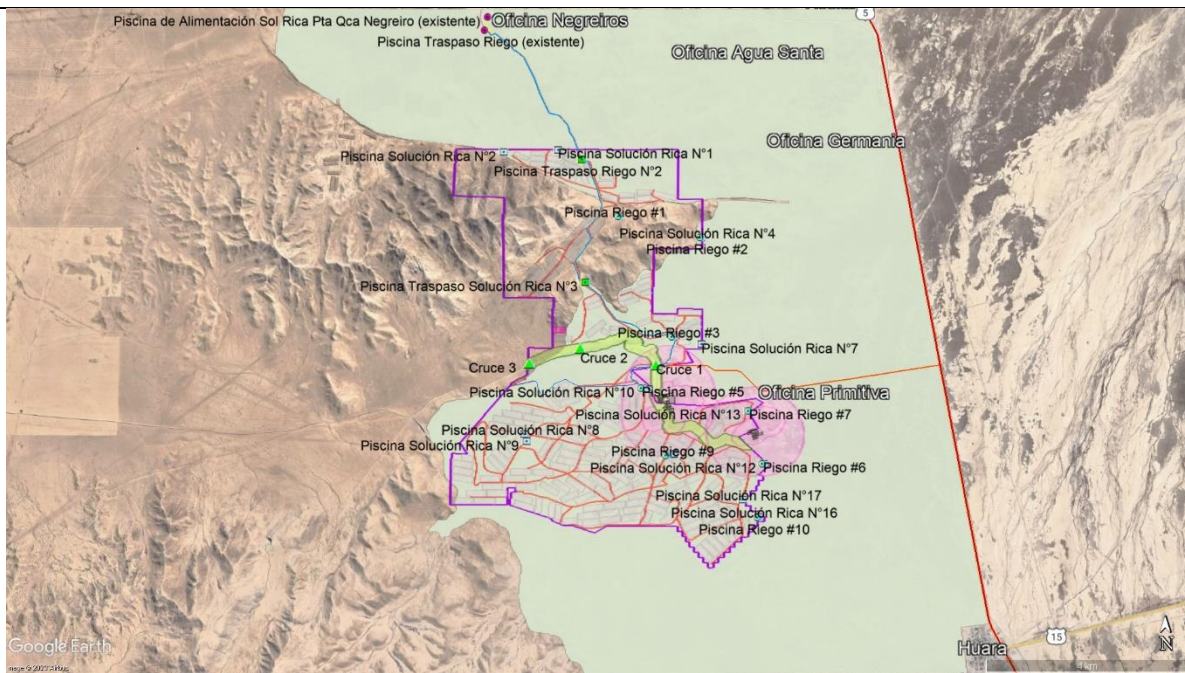 Piscina de Alimentación Sol Rica Pta Qca Negreiro (existente)
Oficina Negreiros
5
Piscina Traspaso Riego (existente)
Oficina Agua Santa
Oficina Germania
Piscina Solución Rica N°2
Piscina Solución Rica N°1
Piscina Traspaso Riego N°2
Piscina Riego #1
Piscina Solución Rica N°4
Piscina Riego #2
Piscina Traspaso Solución Rica N°3
Piscina Riego #3
Piscina Solución Rica N°7
Cruce 2
Cruce 3
Cruce 1
Piscina Solución Rica N°10
Piscina Riego #5
Oficina Primitiva
Piscina Solución Rica N°13
Piscina Riego #7
Piscina Solución Rica N°8
Piscina Solución Rica N°9
Piscina Riego #9
Piscina Solución Rica N°12
Piscina Riego #6
Piscina Solución Rica N°17
Piscina Solución Rica N°16
Piscina Riego #10
Google Earth
15
N
Huara
4 km